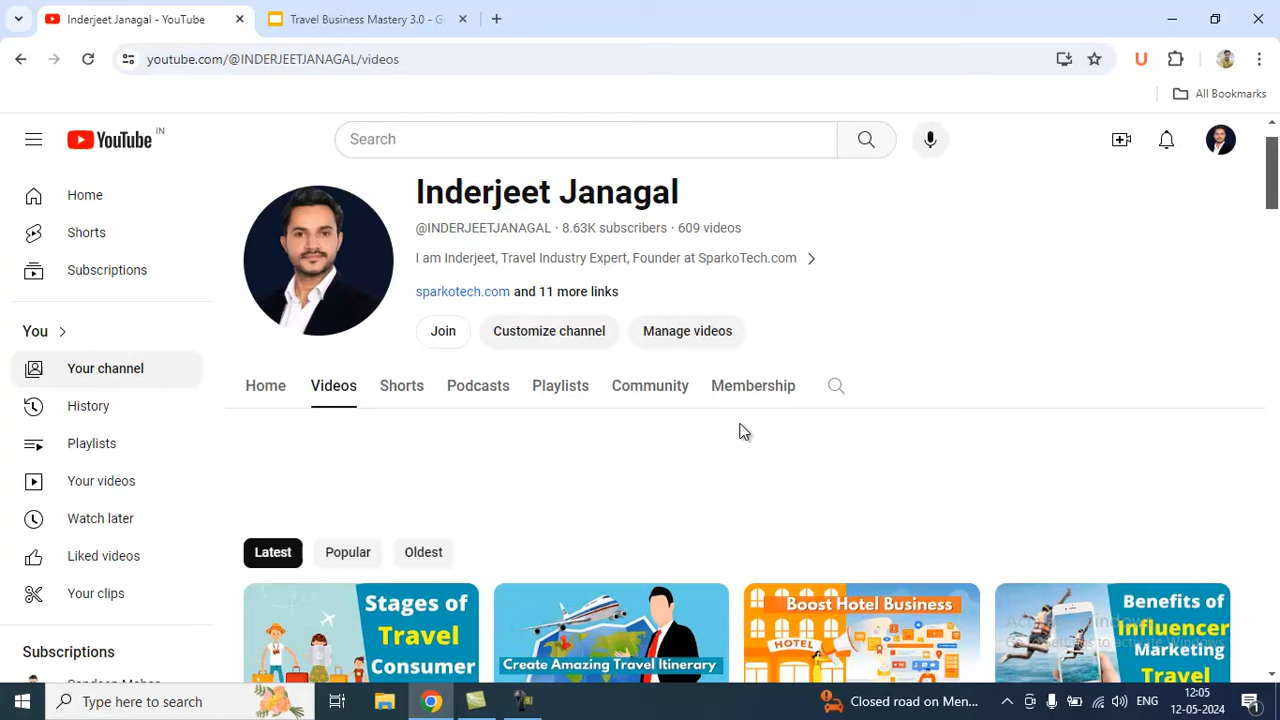 Inderjeet Janagal - YouTube
Travel Business Mastery 3.0 - G
youtube.com/@INDERJEETJANAGAL/videos
All Bookmarks
YouTube IN
Search
Home
Shorts
Subscriptions
You
Your channel
History
Playlists
Your videos
Watch later
Liked videos
Your clips
Subscriptions
Inderjeet Janagal
@INDERJEETJANAGAL · 8.63K subscribers · 609 videos
I am Inderjeet, Travel Industry Expert, Founder at SparkoTech.com
sparkotech.com and 11 more links
Join Customize channel Manage videos
Home Videos Shorts Podcasts Playlists Community Membership
Latest Popular Oldest
Stages of
Travel
Consumer
Create Amazing Travel Itinerary
Boost Hotel Business
HOTEL
Benefits of
Influencer
Marketing
Travel
Type here to search
Closed road on Men...
ENG
12:05
12-05-2024
1